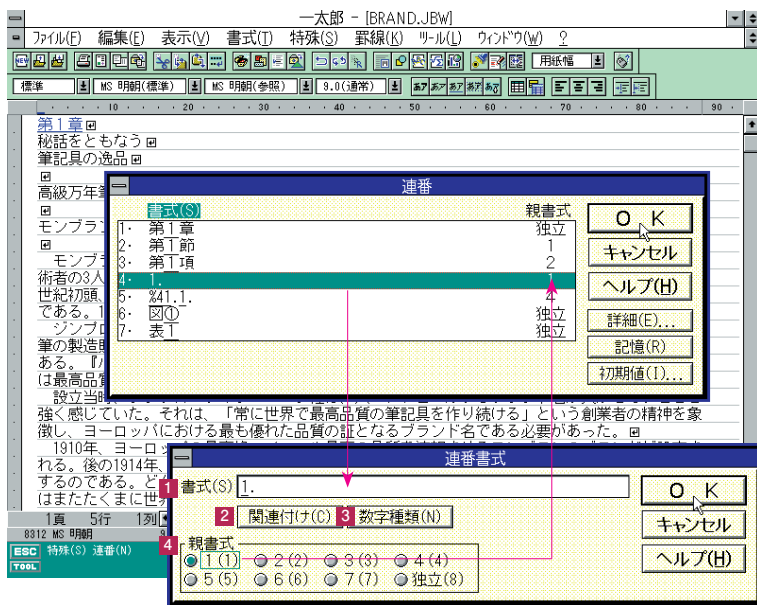 一太郎 - [BRAND.JBW]
ファイル(F) 編集(E) 表示(V) 書式(T) 特殊(S) 罫線(K) ツール(L) ウィンドウ(W) ?
用紙幅
標準 MS 明朝(標準) MS 明朝(参照) 9.0(通常)
10 20 30 40 50 60 70 80 90
第1章
秘話をともなう
筆記具の逸品
高級万年筆
モンブラン
モンブ
術者の3人
世紀初頭、
である。1
ジンプロ
筆の製造
ある。『
は最高品質
設立当時
強く感じていた。それは、「常に世界で最高品質の筆記具を作り続ける」という創業者の精神を象
徴し、ヨーロッパにおける最も優れた品質の証となるブランド名である必要があった。
1910年、ヨーロ
れる。後の1914年、
するのである。ど
はまたたくまに世界
1頁 5行 1列
8312 MS 明朝
ESC 特殊(S) 連番(N)
TOOL
連番
書式(S) 親書式
1・ 第1章 独立
2・ 第1節 1
3・ 第1項 2
4・ 1. 1
5・ %41.1. 4
6・ 図① 独立
7・ 表1 独立
OK
キャンセル
ヘルプ(H)
詳細(E)...
記憶(R)
初期値(I)...
連番書式
1 書式(S) 1.
2 関連付け(C) 3 数字種類(N)
4 親書式
1(1) 2(2) 3(3) 4(4)
5(5) 6(6) 7(7) 独立(8)
OK
キャンセル
ヘルプ(H)